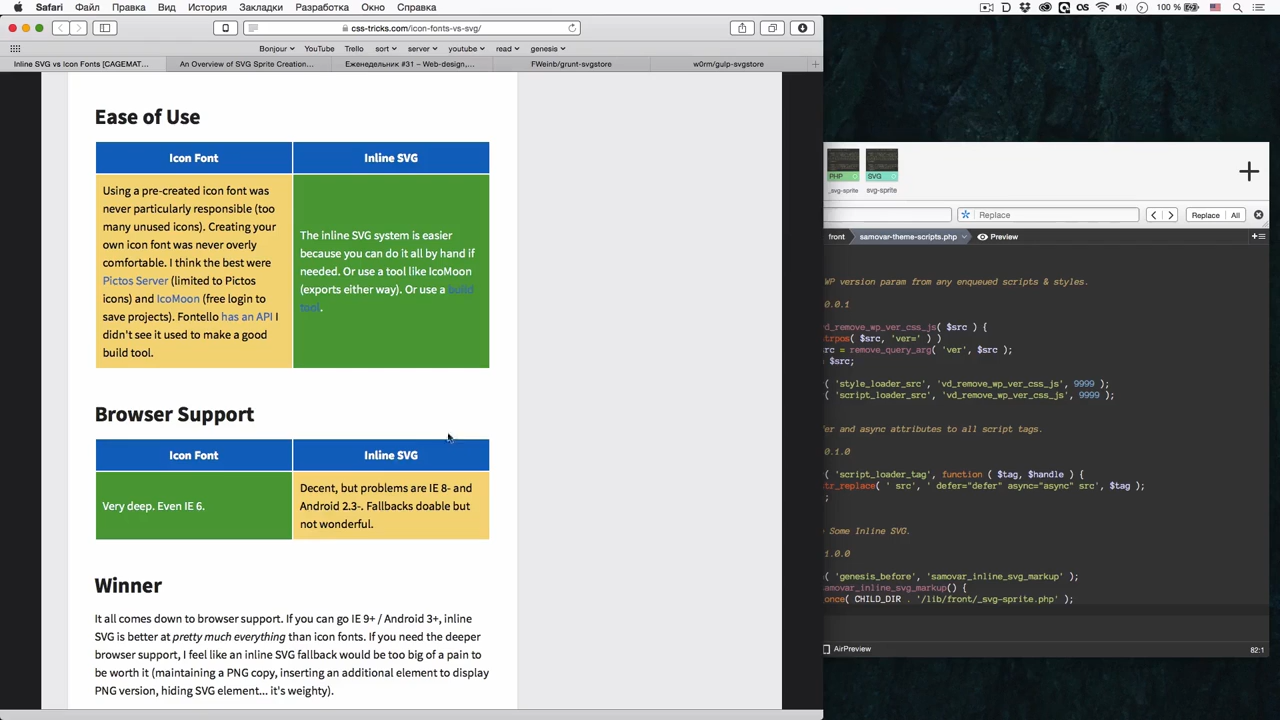 Safari Файл Правка Вид История Закладки Разработка Окно Справка 100 %
css-tricks.com/icon-fonts-vs-svg/
Bonjour YouTube Trello sort server youtube read genesis
Inline SVG vs Icon Fonts [CAGEMAT… An Overview of SVG Sprite Creation… Еженедельник #31 – Web-design,… FWeinb/grunt-svgstore w0rm/gulp-svgstore
Ease of Use
Icon Font Inline SVG
Using a pre-created icon font was
never particularly responsible (too
many unused icons). Creating your
own icon font was never overly
comfortable. I think the best were
Pictos Server (limited to Pictos
icons) and IcoMoon (free login to
save projects). Fontello has an API I
didn't see it used to make a good
build tool.
The inline SVG system is easier
because you can do it all by hand if
needed. Or use a tool like IcoMoon
(exports either way). Or use a build
tool.
Browser Support
Icon Font Inline SVG
Very deep. Even IE 6.
Decent, but problems are IE 8- and
Android 2.3-. Fallbacks doable but
not wonderful.
Winner
It all comes down to browser support. If you can go IE 9+ / Android 3+, inline
SVG is better at pretty much everything than icon fonts. If you need the deeper
browser support, I feel like an inline SVG fallback would be too big of a pain to
be worth it (maintaining a PNG copy, inserting an additional element to display
PNG version, hiding SVG element... it's weighty).
PHP SVG
_svg-sprite svg-sprite
Replace Replace All
front samovar-theme-scripts.php Preview
WP version param from any enqueued scripts & styles.
0.0.1
vd_remove_wp_ver_css_js( $src ) {
trpos( $src, 'ver=' ) )
src = remove_query_arg( 'ver', $src );
$src;
( 'style_loader_src', 'vd_remove_wp_ver_css_js', 9999 );
( 'script_loader_src', 'vd_remove_wp_ver_css_js', 9999 );
fer and async attributes to all script tags.
0.1.0
( 'script_loader_tag', function ( $tag, $handle ) {
tr_replace( ' src', ' defer="defer" async="async" src', $tag );
;
Some Inline SVG.
1.0.0
( 'genesis_before', 'samovar_inline_svg_markup' );
samovar_inline_svg_markup() {
once( CHILD_DIR . '/lib/front/_svg-sprite.php' );
AirPreview 82:1